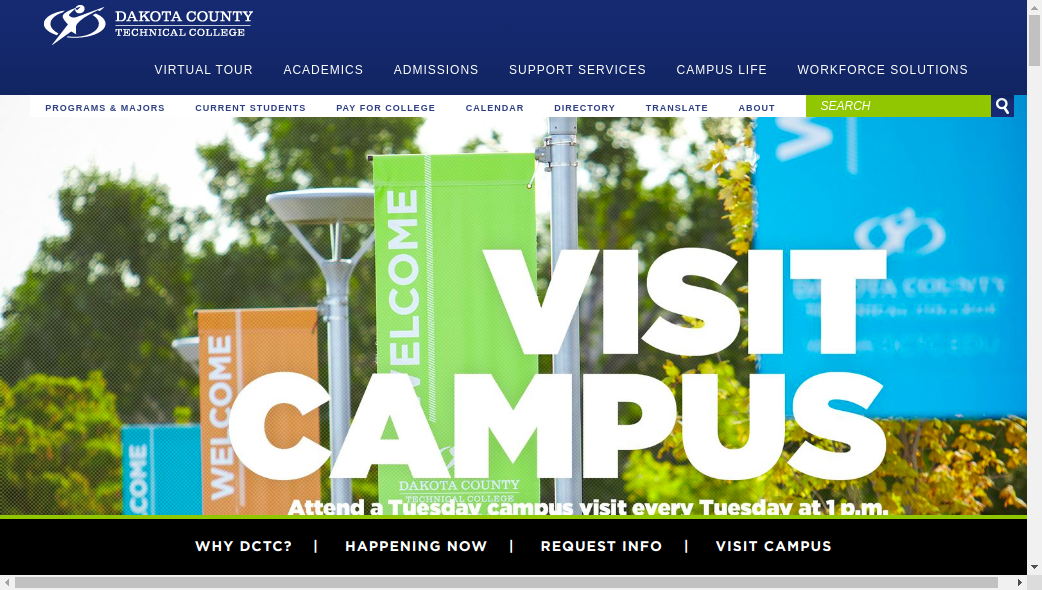 DAKOTA COUNTY
TECHNICAL COLLEGE
VIRTUAL TOUR ACADEMICS ADMISSIONS SUPPORT SERVICES CAMPUS LIFE WORKFORCE SOLUTIONS
PROGRAMS & MAJORS CURRENT STUDENTS PAY FOR COLLEGE CALENDAR DIRECTORY TRANSLATE ABOUT SEARCH
WELCOME
WELCOME
COME
DAKOTA COUNTY
VISIT
CAMPUS
DAKOTA COUNTY
TECHNICAL COLLEGE
Attend a Tuesday campus visit every Tuesday at 1 p.m.
WHY DCTC? | HAPPENING NOW | REQUEST INFO | VISIT CAMPUS